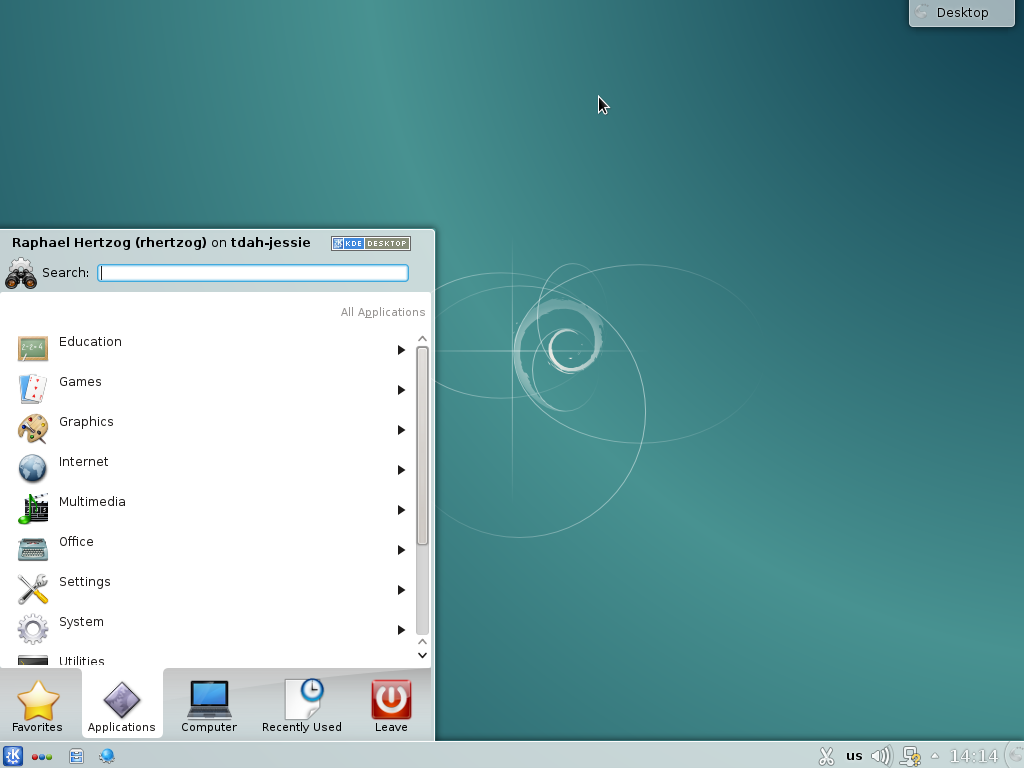 Desktop
Raphael Hertzog (rhertzog) on tdah-jessie
KDE DESKTOP
Search:
All Applications
Education
Games
Graphics
Internet
Multimedia
Office
Settings
System
Utilities
Favorites
Applications
Computer
Recently Used
Leave
us
14:14